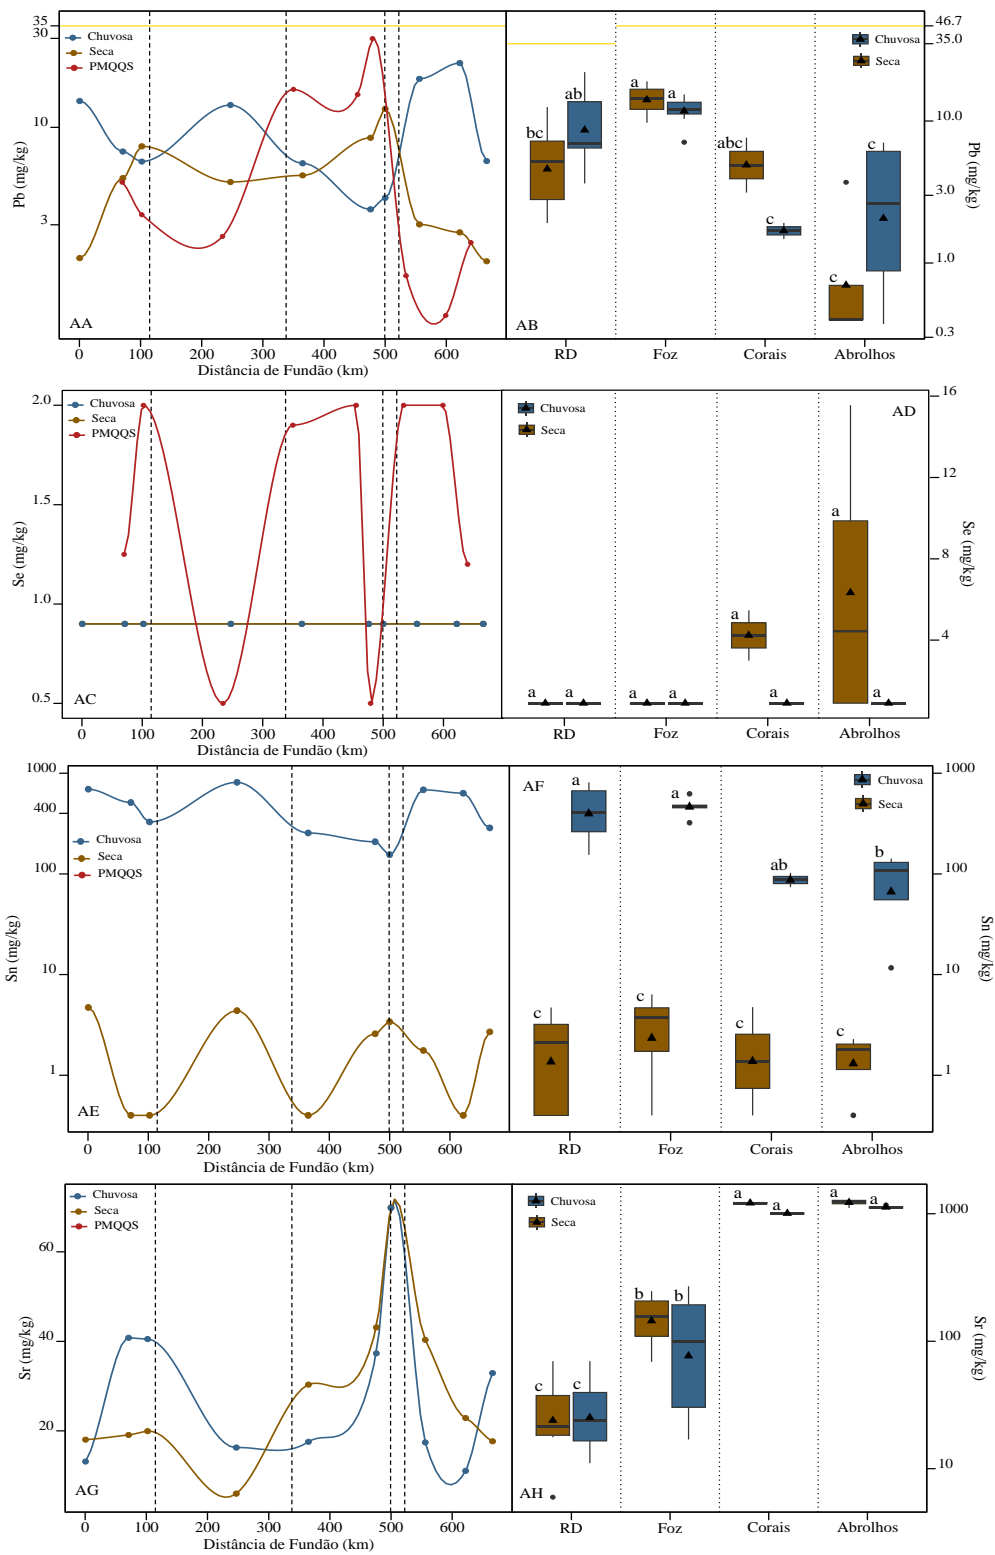 35
30
10
3
Pb (mg/kg)
Chuvosa
Seca
PMQQS
AA
0
100
200
300
400
500
600
Distância de Fundão (km)
46.7
35.0
10.0
3.0
1.0
0.3
Pb (mg/kg)
Chuvosa
Seca
bc
ab
a
a
abc
c
c
c
AB
RD
Foz
Corais
Abrolhos
2.0
1.5
1.0
0.5
Se (mg/kg)
Chuvosa
Seca
PMQQS
AC
0
100
200
300
400
500
600
Distância de Fundão (km)
16
12
8
4
Se (mg/kg)
Chuvosa
Seca
AD
a
a
a
a
a
a
a
a
RD
Foz
Corais
Abrolhos
1000
400
100
10
1
Sn (mg/kg)
Chuvosa
Seca
PMQQS
AE
0
100
200
300
400
500
600
Distância de Fundão (km)
1000
100
10
1
Sn (mg/kg)
AF
Chuvosa
Seca
a
a
ab
b
c
c
c
c
RD
Foz
Corais
Abrolhos
60
40
20
Sr (mg/kg)
Chuvosa
Seca
PMQQS
AG
0
100
200
300
400
500
600
Distância de Fundão (km)
1000
100
10
Sr (mg/kg)
Chuvosa
Seca
a
a
a
a
b
b
c
c
AH
RD
Foz
Corais
Abrolhos